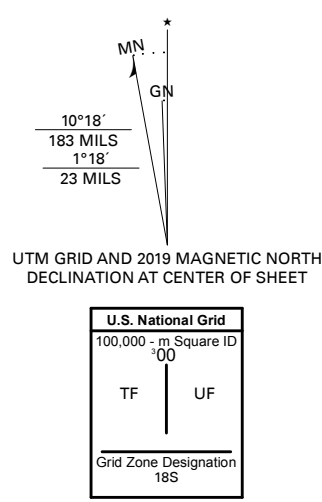 ★
MN
GN
10°18´
183 MILS
1°18´
23 MILS
UTM GRID AND 2019 MAGNETIC NORTH
DECLINATION AT CENTER OF SHEET
U.S. National Grid
100,000 - m Square ID
³00
TF UF
Grid Zone Designation
18S